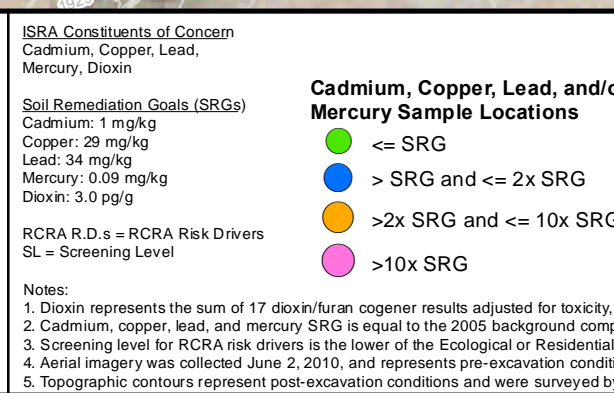 1925
ISRA Constituents of Concern
Cadmium, Copper, Lead,
Mercury, Dioxin
Soil Remediation Goals (SRGs)
Cadmium: 1 mg/kg
Copper: 29 mg/kg
Lead: 34 mg/kg
Mercury: 0.09 mg/kg
Dioxin: 3.0 pg/g
RCRA R.D.s = RCRA Risk Drivers
SL = Screening Level
Cadmium, Copper, Lead, and/o
Mercury Sample Locations
<= SRG
> SRG and <= 2x SRG
>2x SRG and <= 10x SRG
>10x SRG
Notes:
1. Dioxin represents the sum of 17 dioxin/furan cogener results adjusted for toxicity,
2. Cadmium, copper, lead, and mercury SRG is equal to the 2005 background comp
3. Screening level for RCRA risk drivers is the lower of the Ecological or Residential
4. Aerial imagery was collected June 2, 2010, and represents pre-excavation conditi
5. Topographic contours represent post-excavation conditions and were surveyed by